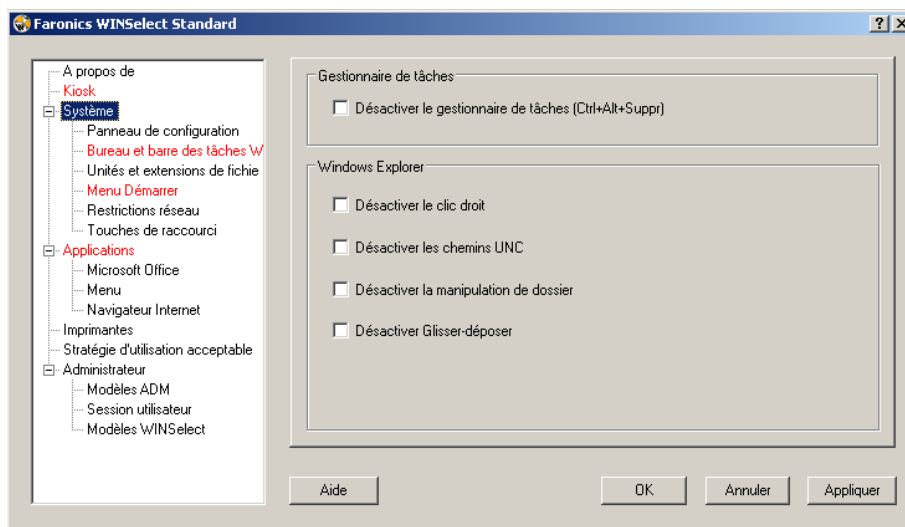 Faronics WINSelect Standard
A propos de
Kiosk
Système
Panneau de configuration
Bureau et barre des tâches W
Unités et extensions de fichie
Menu Démarrer
Restrictions réseau
Touches de raccourci
Applications
Microsoft Office
Menu
Navigateur Internet
Imprimantes
Stratégie d'utilisation acceptable
Administrateur
Modèles ADM
Session utilisateur
Modèles WINSelect
Gestionnaire de tâches
Désactiver le gestionnaire de tâches (Ctrl+Alt+Suppr)
Windows Explorer
Désactiver le clic droit
Désactiver les chemins UNC
Désactiver la manipulation de dossier
Désactiver Glisser-déposer
Aide
OK
Annuler
Appliquer